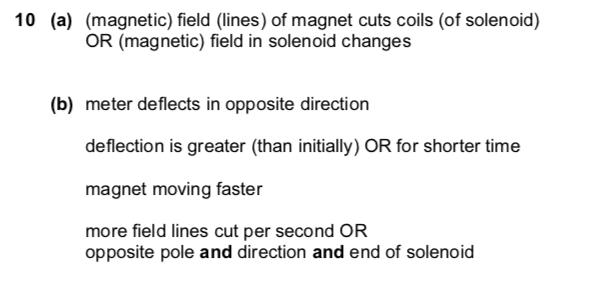 10 (a) (magnetic) field (lines) of magnet cuts coils (of solenoid)
OR (magnetic) field in solenoid changes
(b) meter deflects in opposite direction
deflection is greater (than initially) OR for shorter time
magnet moving faster
more field lines cut per second OR
opposite pole and direction and end of solenoid